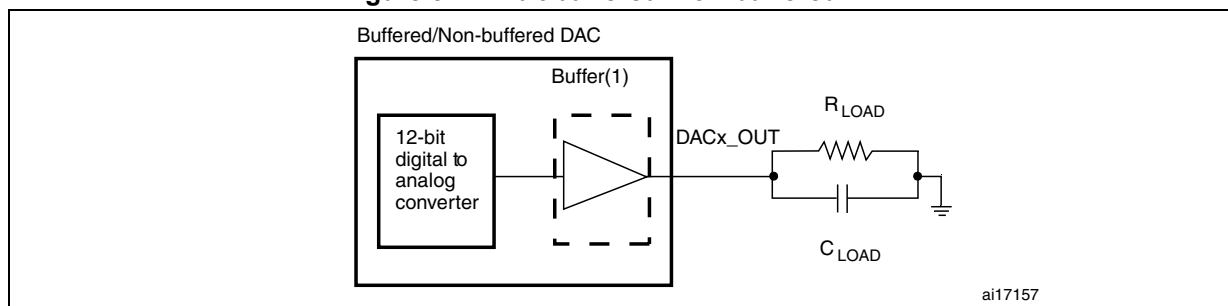 Buffered/Non-buffered DAC
Buffer(1)
12-bit
digital to
analog
converter
DACx_OUT
R LOAD
C LOAD
ai17157